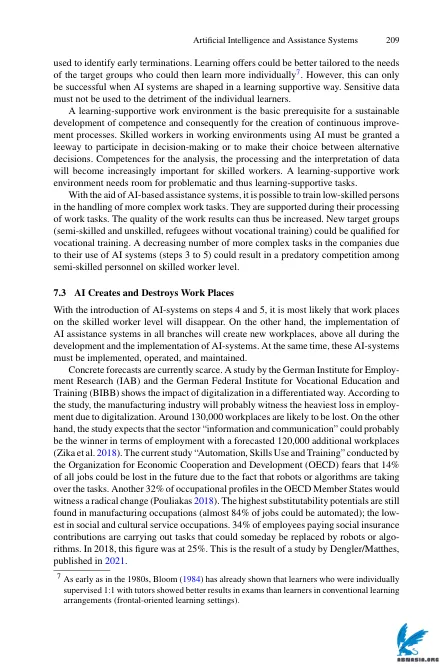 Artificial Intelligence and Assistance Systems 209
used to identify early terminations. Learning offers could be better tailored to the needs
of the target groups who could then learn more individually7. However, this can only
be successful when AI systems are shaped in a learning supportive way. Sensitive data
must not be used to the detriment of the individual learners.
A learning-supportive work environment is the basic prerequisite for a sustainable
development of competence and consequently for the creation of continuous improve-
ment processes. Skilled workers in working environments using AI must be granted a
leeway to participate in decision-making or to make their choice between alternative
decisions. Competences for the analysis, the processing and the interpretation of data
will become increasingly important for skilled workers. A learning-supportive work
environment needs room for problematic and thus learning-supportive tasks.
With the aid of AI-based assistance systems, it is possible to train low-skilled persons
in the handling of more complex work tasks. They are supported during their processing
of work tasks. The quality of the work results can thus be increased. New target groups
(semi-skilled and unskilled, refugees without vocational training) could be qualified for
vocational training. A decreasing number of more complex tasks in the companies due
to their use of AI systems (steps 3 to 5) could result in a predatory competition among
semi-skilled personnel on skilled worker level.
7.3 AI Creates and Destroys Work Places
With the introduction of AI-systems on steps 4 and 5, it is most likely that work places
on the skilled worker level will disappear. On the other hand, the implementation of
AI assistance systems in all branches will create new workplaces, above all during the
development and the implementation of AI-systems. At the same time, these AI-systems
must be implemented, operated, and maintained.
Concrete forecasts are currently scarce. A study by the German Institute for Employ-
ment Research (IAB) and the German Federal Institute for Vocational Education and
Training (BIBB) shows the impact of digitalization in a differentiated way. According to
the study, the manufacturing industry will probably witness the heaviest loss in employ-
ment due to digitalization. Around 130,000 workplaces are likely to be lost. On the other
hand, the study expects that the sector “information and communication” could probably
be the winner in terms of employment with a forecasted 120,000 additional workplaces
(Zika et al. 2018). The current study “Automation, Skills Use and Training” conducted by
the Organization for Economic Cooperation and Development (OECD) fears that 14%
of all jobs could be lost in the future due to the fact that robots or algorithms are taking
over the tasks. Another 32% of occupational profiles in the OECD Member States would
witness a radical change (Pouliakas 2018). The highest substitutability potentials are still
found in manufacturing occupations (almost 84% of jobs could be automated); the low-
est in social and cultural service occupations. 34% of employees paying social insurance
contributions are carrying out tasks that could someday be replaced by robots or algo-
rithms. In 2018, this figure was at 25%. This is the result of a study by Dengler/Matthes,
published in 2021.
7 As early as in the 1980s, Bloom (1984) has already shown that learners who were individually
supervised 1:1 with tutors showed better results in exams than learners in conventional learning
arrangements (frontal-oriented learning settings).